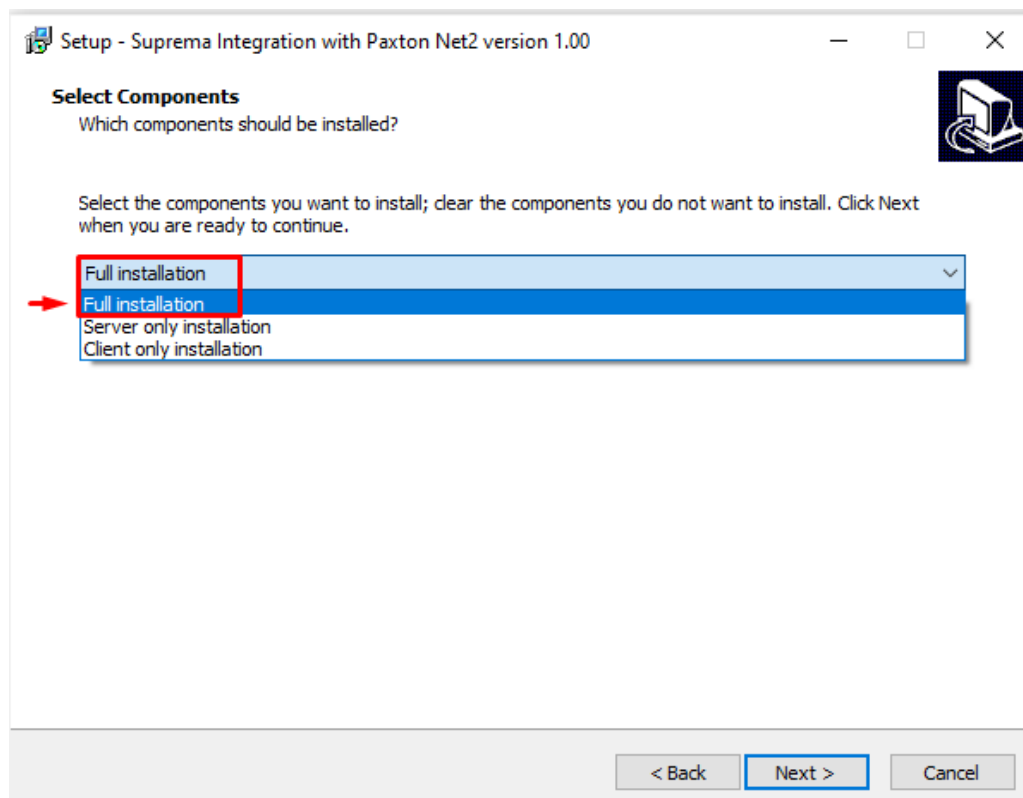 Setup - Suprema Integration with Paxton Net2 version 1.00
Select Components
Which components should be installed?
Select the components you want to install; clear the components you do not want to install. Click Next
when you are ready to continue.
Full installation
Full installation
Server only installation
Client only installation
< Back
Next >
Cancel